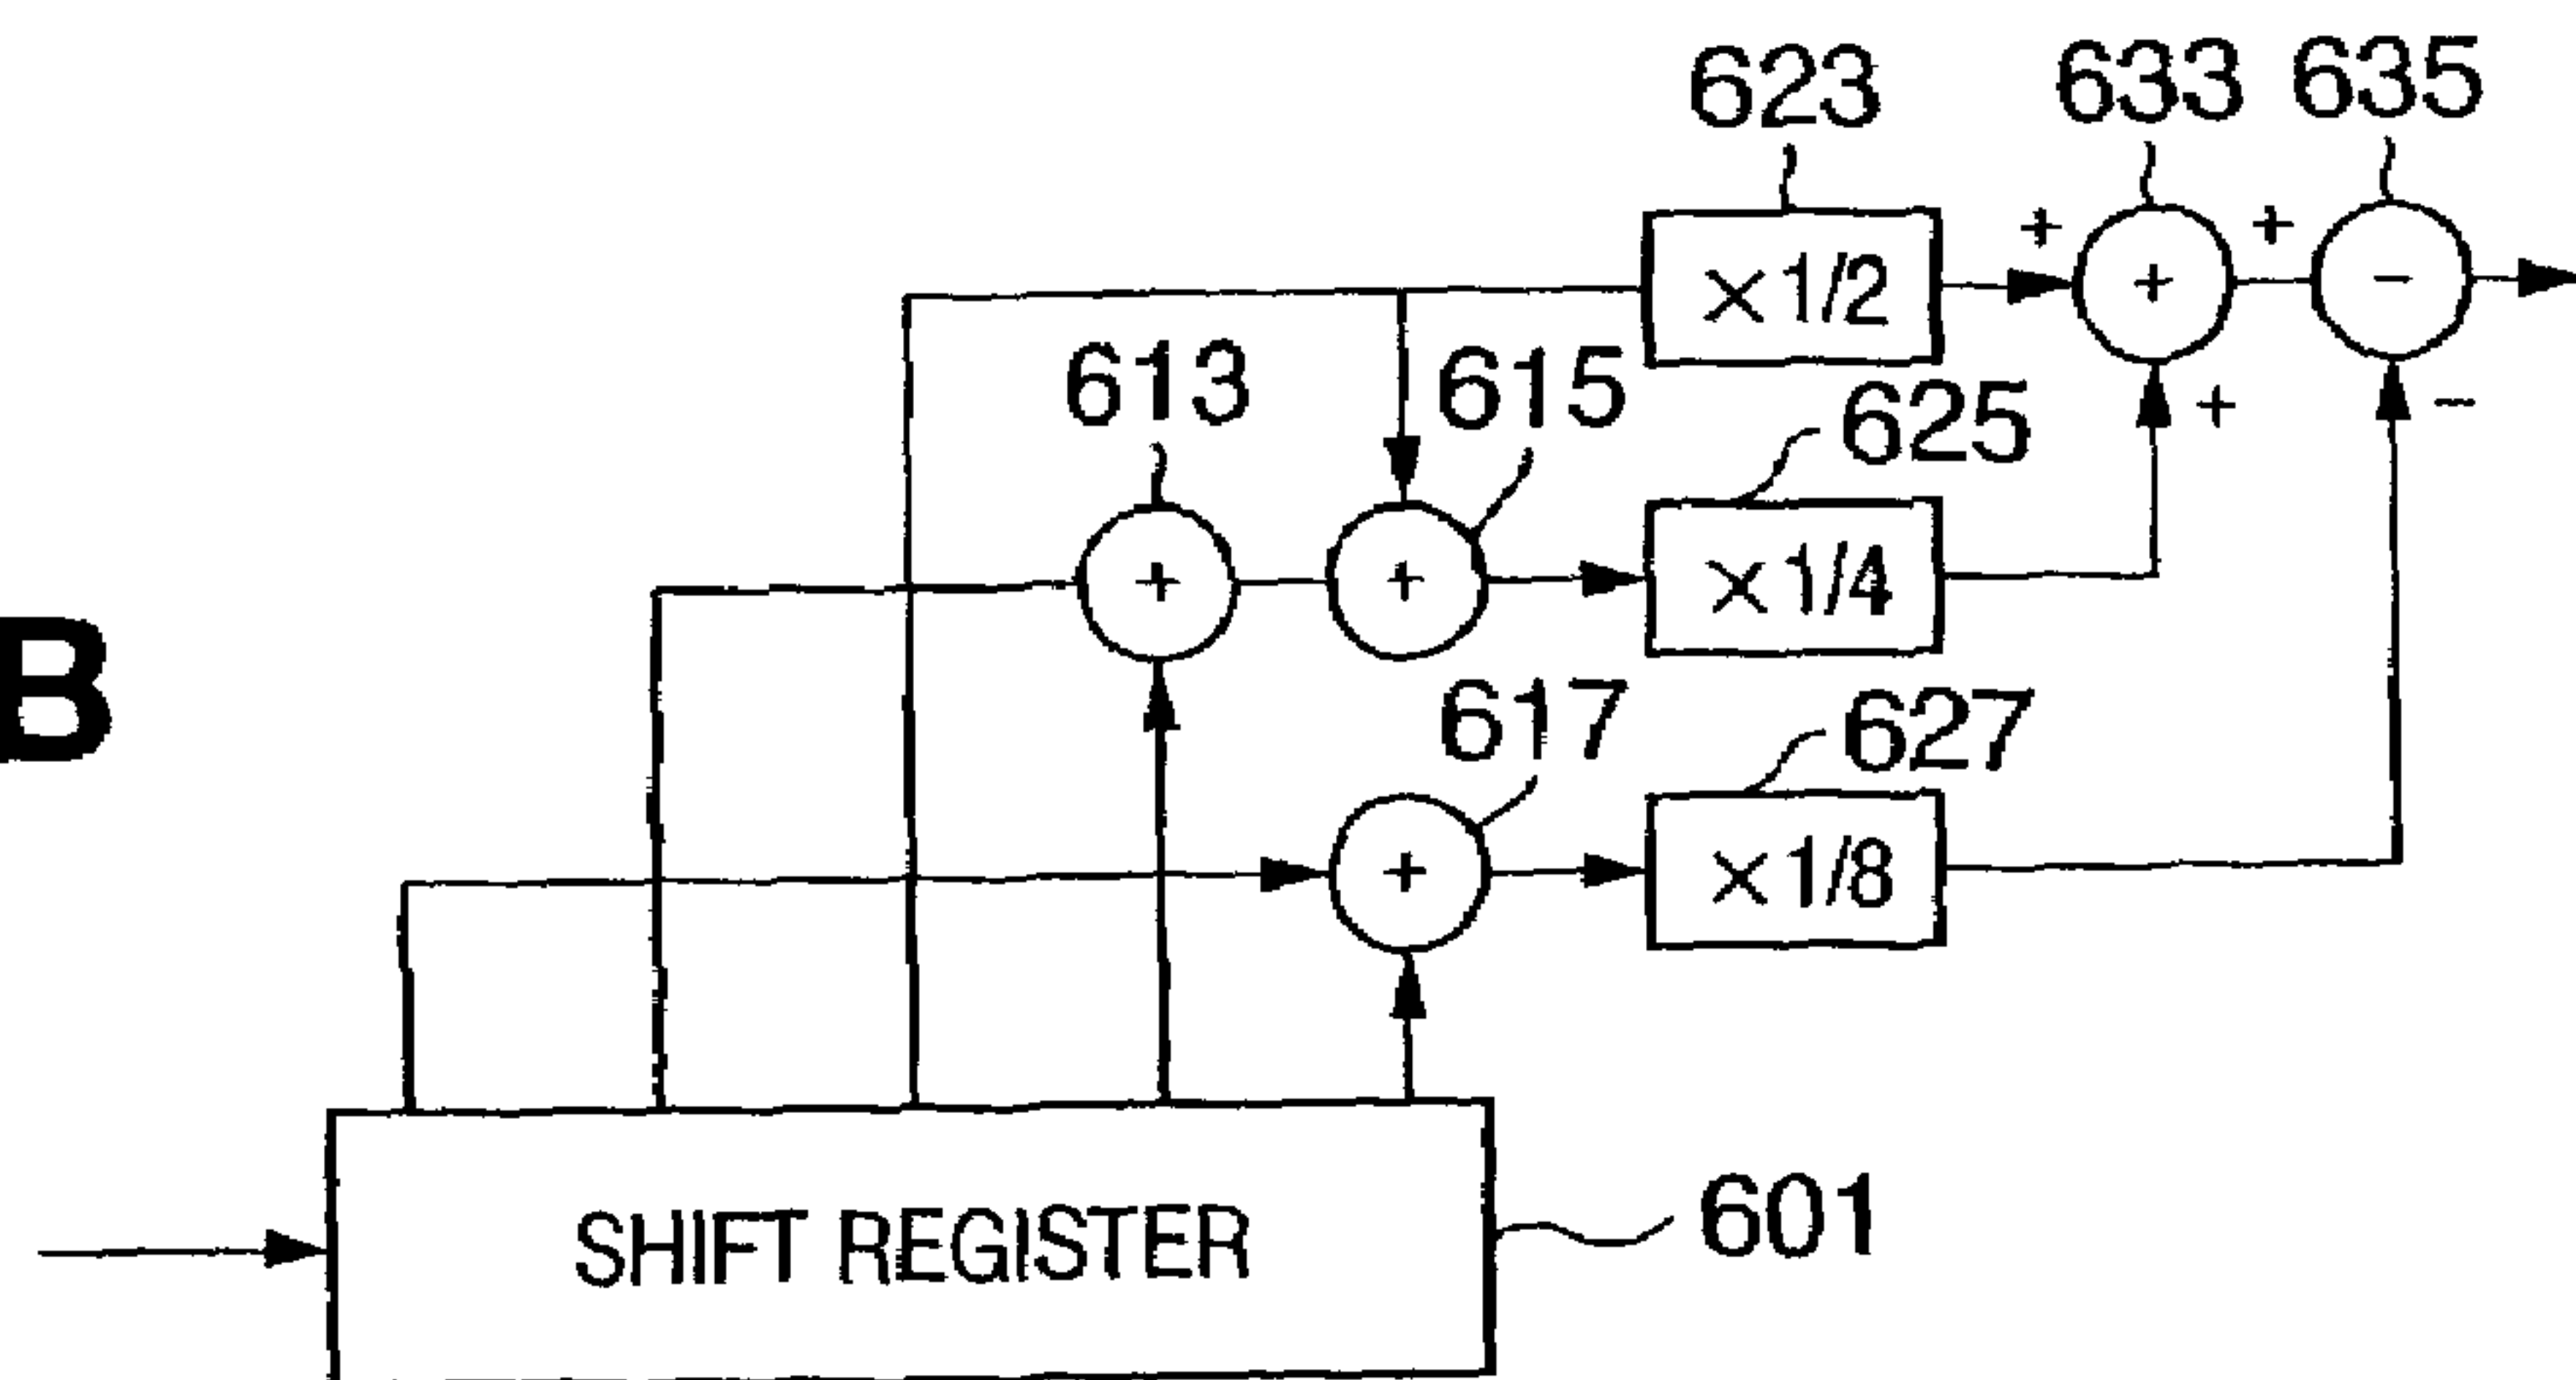 623 633 635
+ +
×1/2 + −
613 615 625 + −
+ + ×1/4
B
617 627
+ ×1/8
SHIFT REGISTER 601